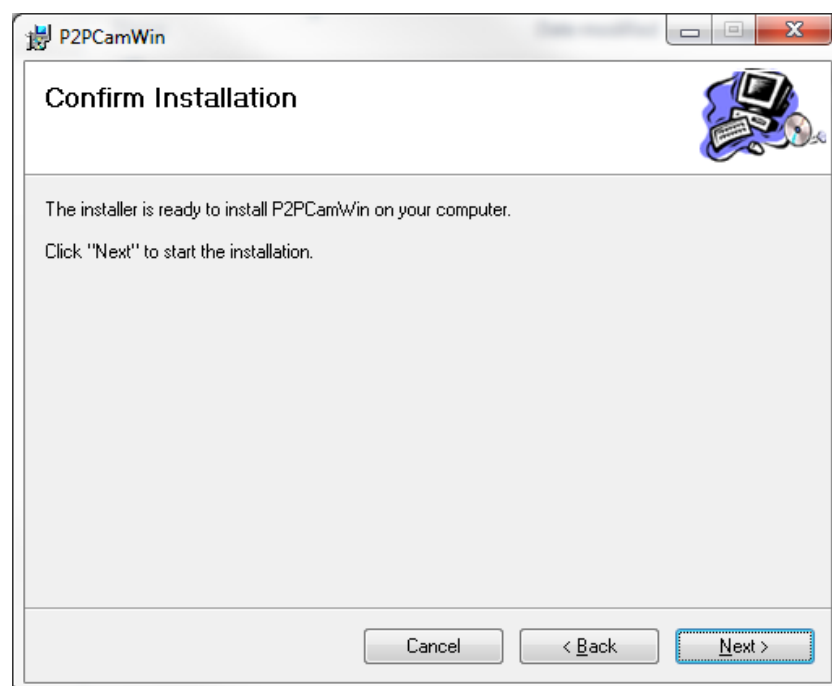 P2PCamWin
Confirm Installation
The installer is ready to install P2PCamWin on your computer.
Click "Next" to start the installation.
Cancel
< Back
Next >